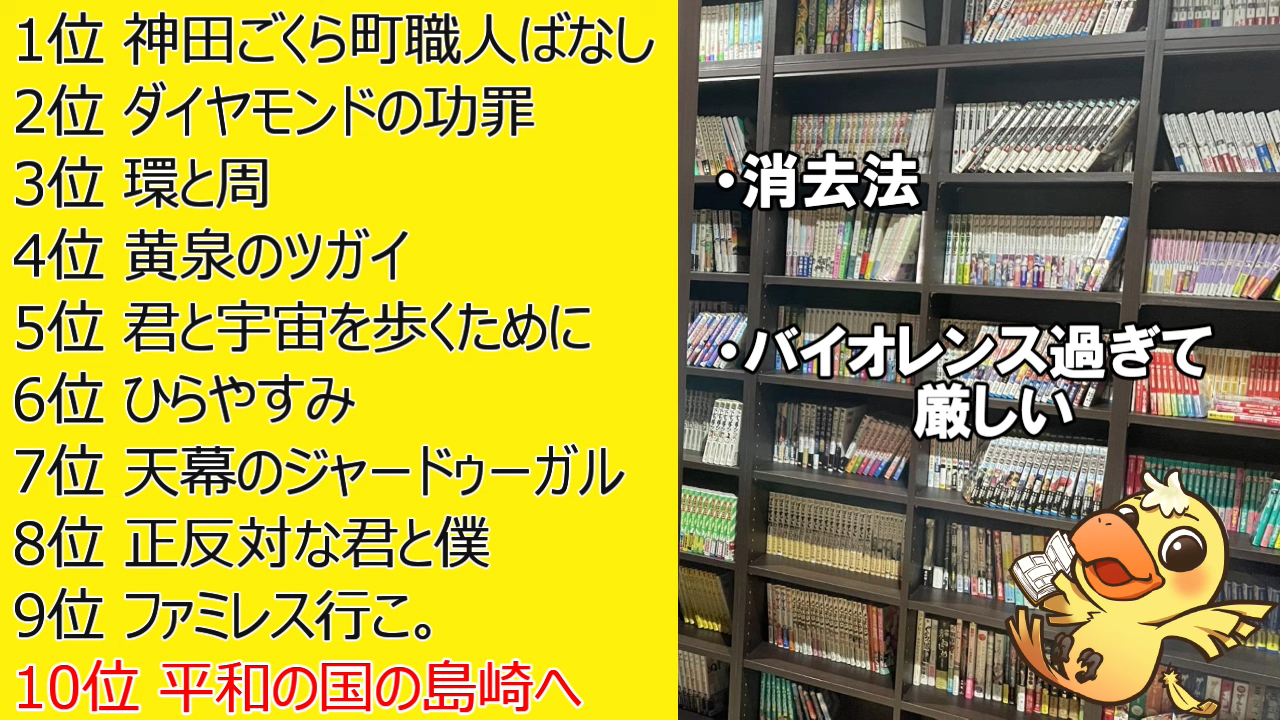 1位 神田ごくら町職人ばなし
2位 ダイヤモンドの功罪
3位 環と周
4位 黄泉のツガイ
5位 君と宇宙を歩くために
6位 ひらやすみ
7位 天幕のジャードゥーガル
8位 正反対な君と僕
9位 ファミレス行こ。
10位 平和の国の島崎へ
・消去法
・バイオレンス過ぎて
厳しい